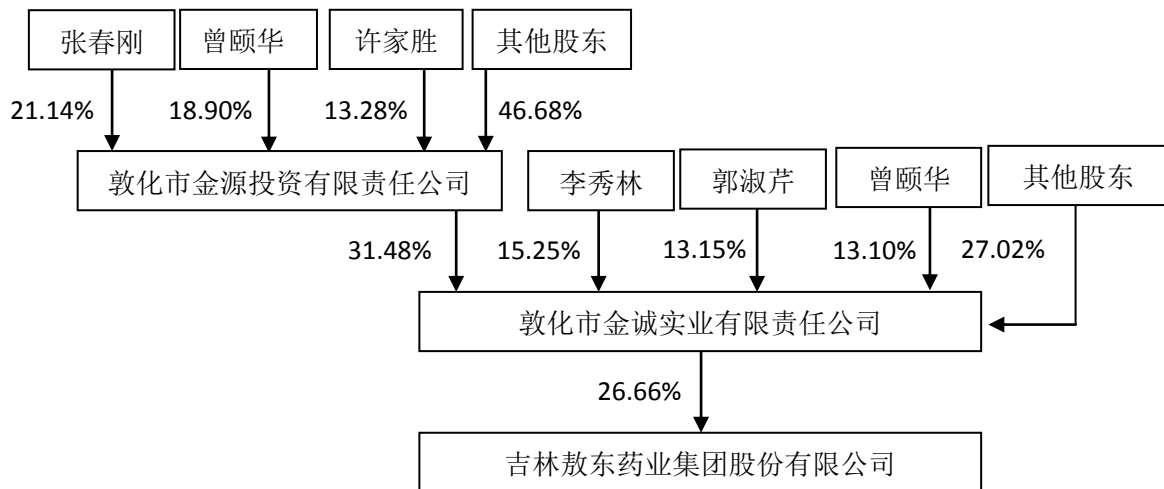 张春刚 曾颐华 许家胜 其他股东
21.14% 18.90% 13.28% 46.68%
敦化市金源投资有限责任公司 李秀林 郭淑芹 曾颐华 其他股东
31.48% 15.25% 13.15% 13.10% 27.02%
敦化市金诚实业有限责任公司
26.66%
吉林敖东药业集团股份有限公司